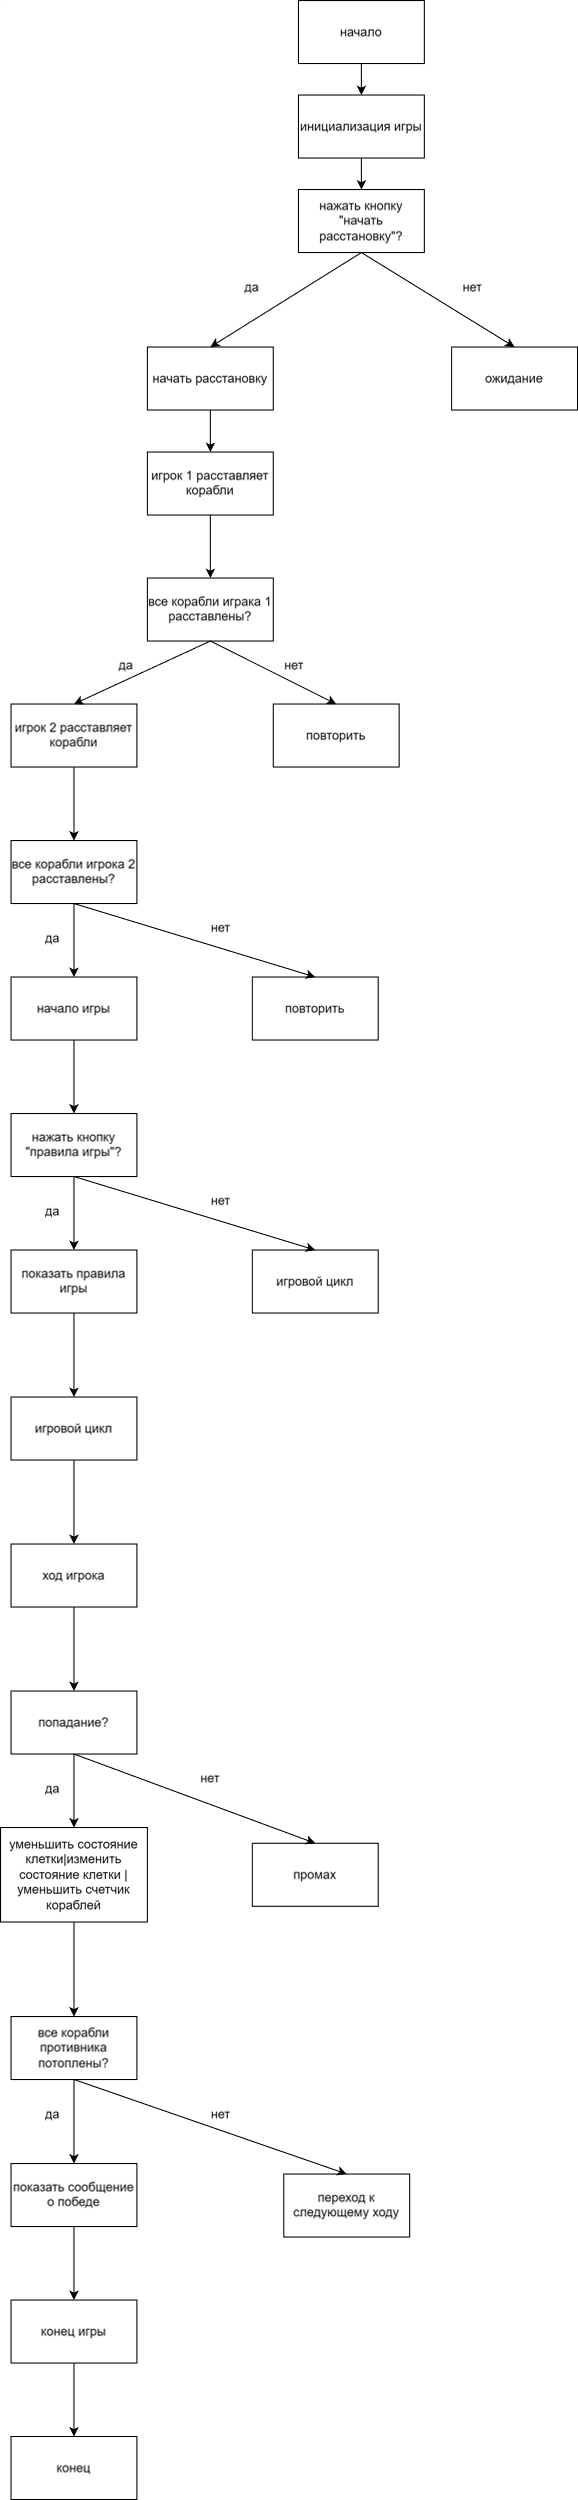 начало
инициализация игры
нажать кнопку
"начать
расстановку"?
да
нет
начать расстановку
ожидание
игрок 1 расставляет
корабли
все корабли играка 1
расставлены?
да
нет
игрок 2 расставляет
корабли
повторить
все корабли игрока 2
расставлены?
да
нет
начало игры
повторить
нажать кнопку
"правила игры"?
да
нет
показать правила
игры
игровой цикл
игровой цикл
ход игрока
попадание?
да
нет
уменьшить состояние
клетки|изменить
состояние клетки |
уменьшить счетчик
кораблей
промах
все корабли
противника
потоплены?
да
нет
показать сообщение
о победе
переход к
следующему ходу
конец игры
конец